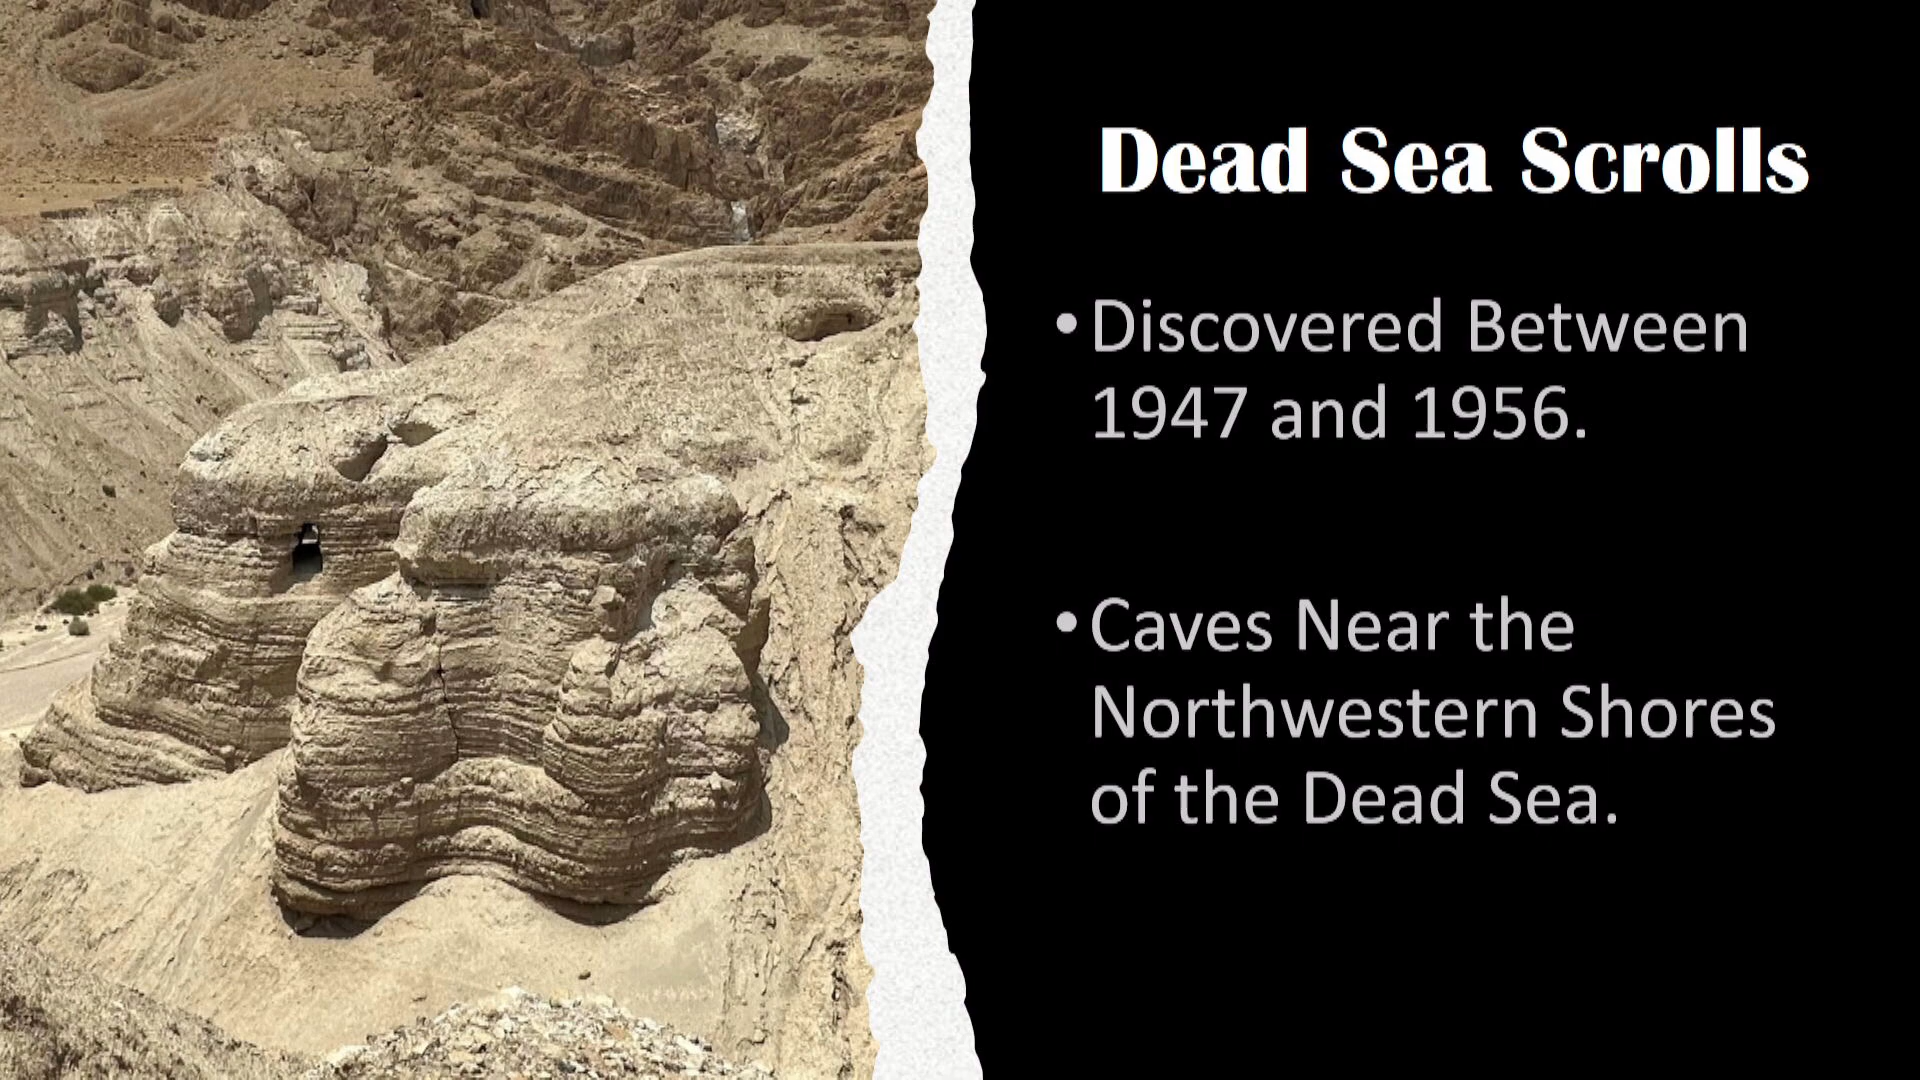 Dead Sea Scrolls
•Discovered Between
1947 and 1956.
•Caves Near the
Northwestern Shores
of the Dead Sea.